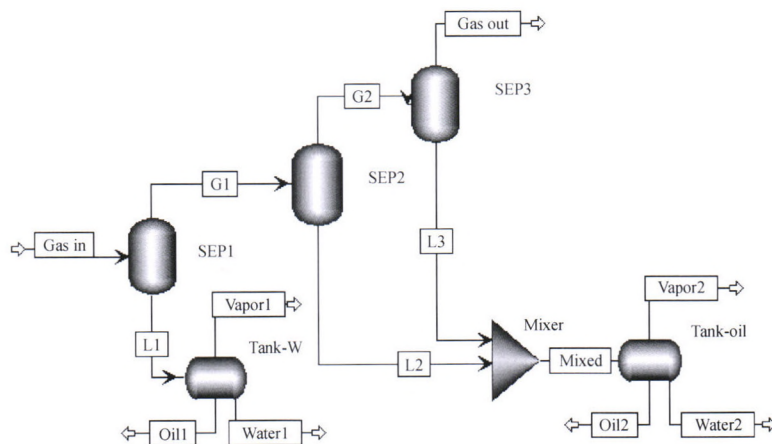 Gas out
G2
SEP3
SEP2
G1
L3
Gas in
SEP1
Vapor1
Vapor2
Mixer
Tank-oil
L1
Tank-W
L2
Mixed
Oil1
Water1
Oil2
Water2